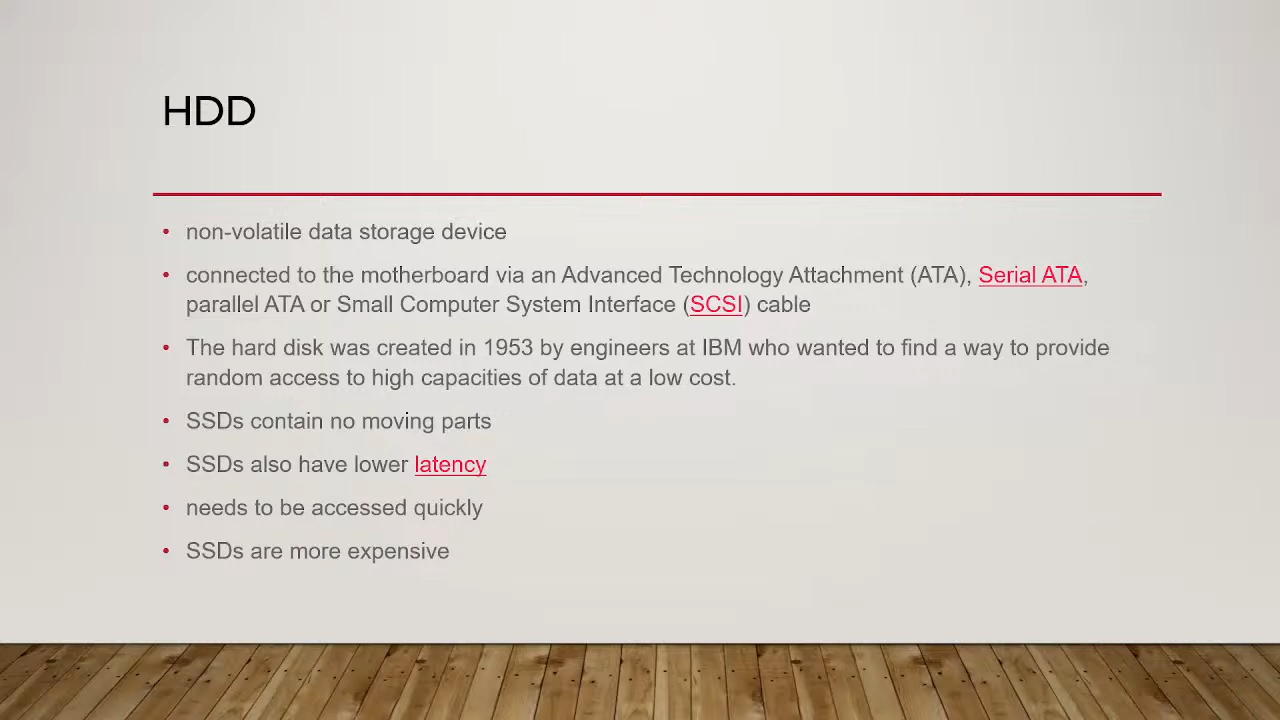 HDD
• non-volatile data storage device
• connected to the motherboard via an Advanced Technology Attachment (ATA), Serial ATA,
parallel ATA or Small Computer System Interface (SCSI) cable
• The hard disk was created in 1953 by engineers at IBM who wanted to find a way to provide
random access to high capacities of data at a low cost.
• SSDs contain no moving parts
• SSDs also have lower latency
• needs to be accessed quickly
• SSDs are more expensive